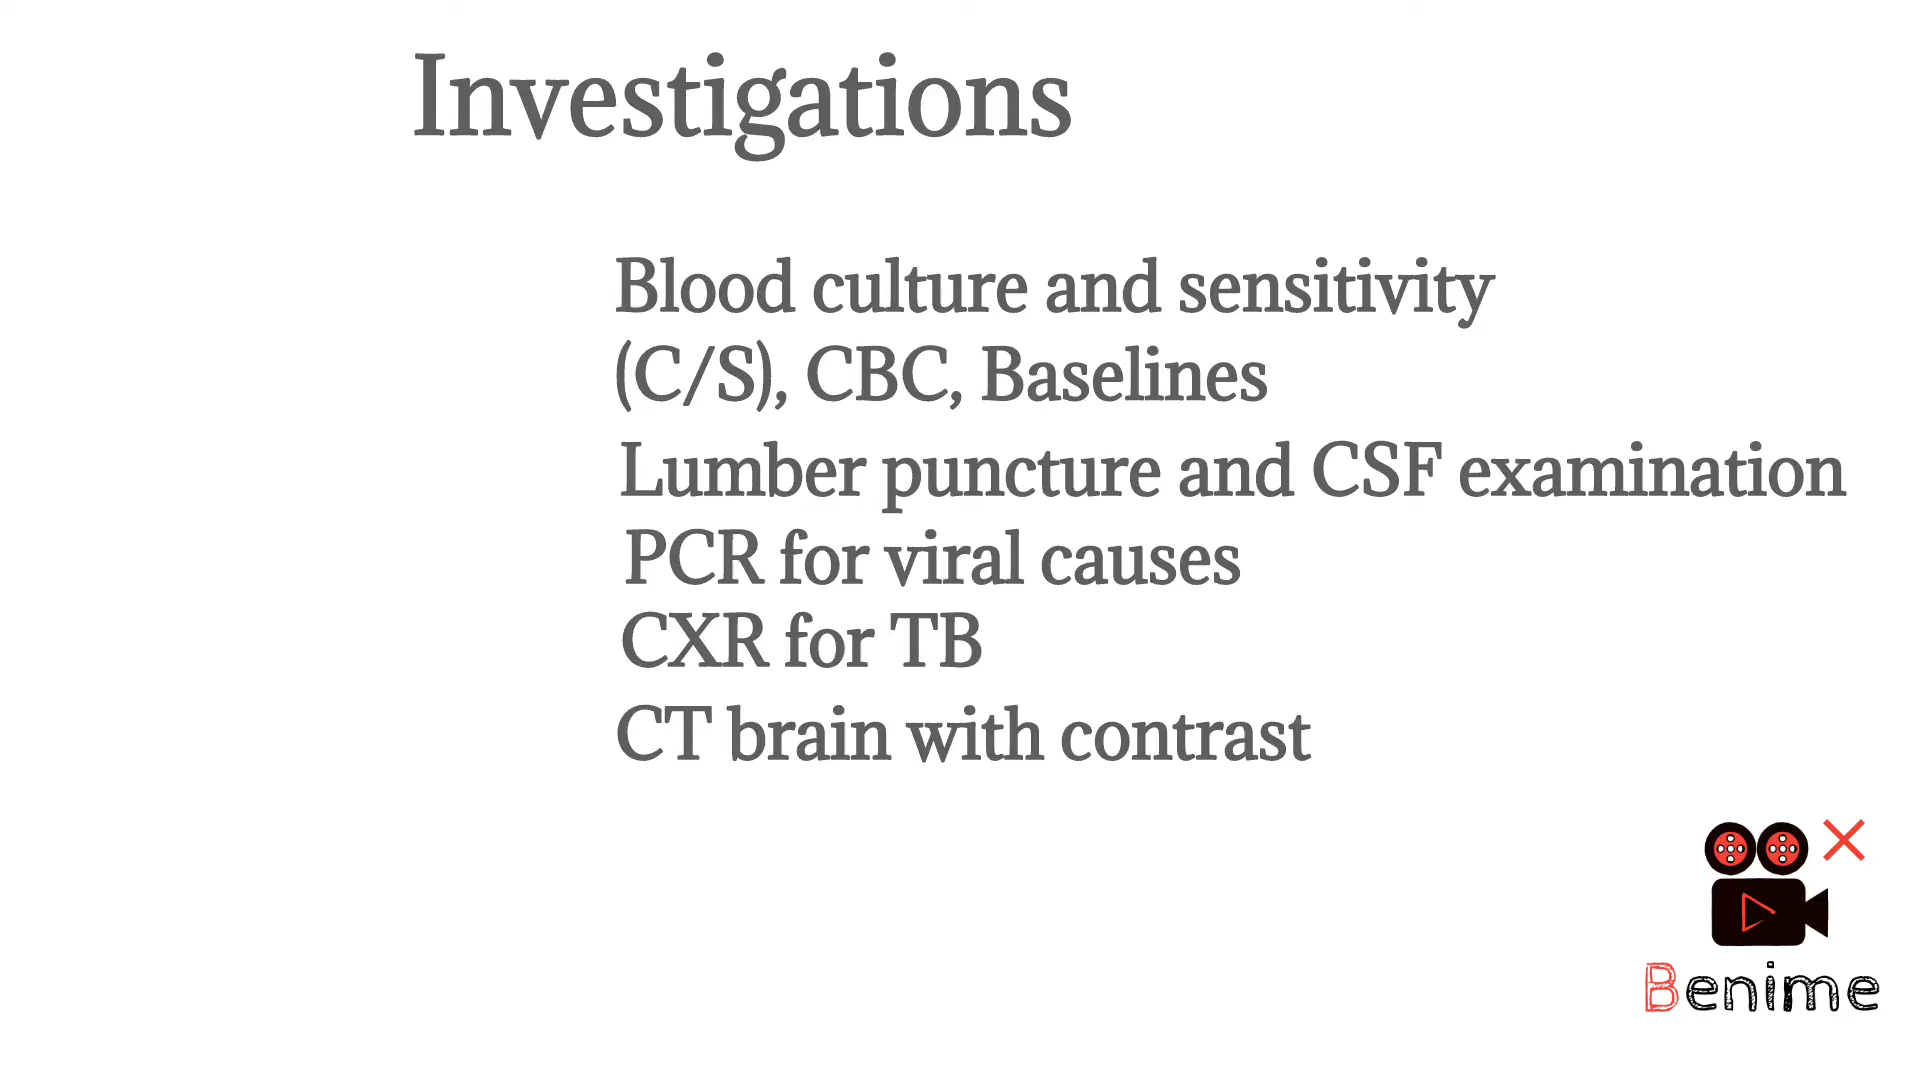 Investigations
Blood culture and sensitivity
(C/S), CBC, Baselines
Lumber puncture and CSF examination
PCR for viral causes
CXR for TB
CT brain with contrast
Benime